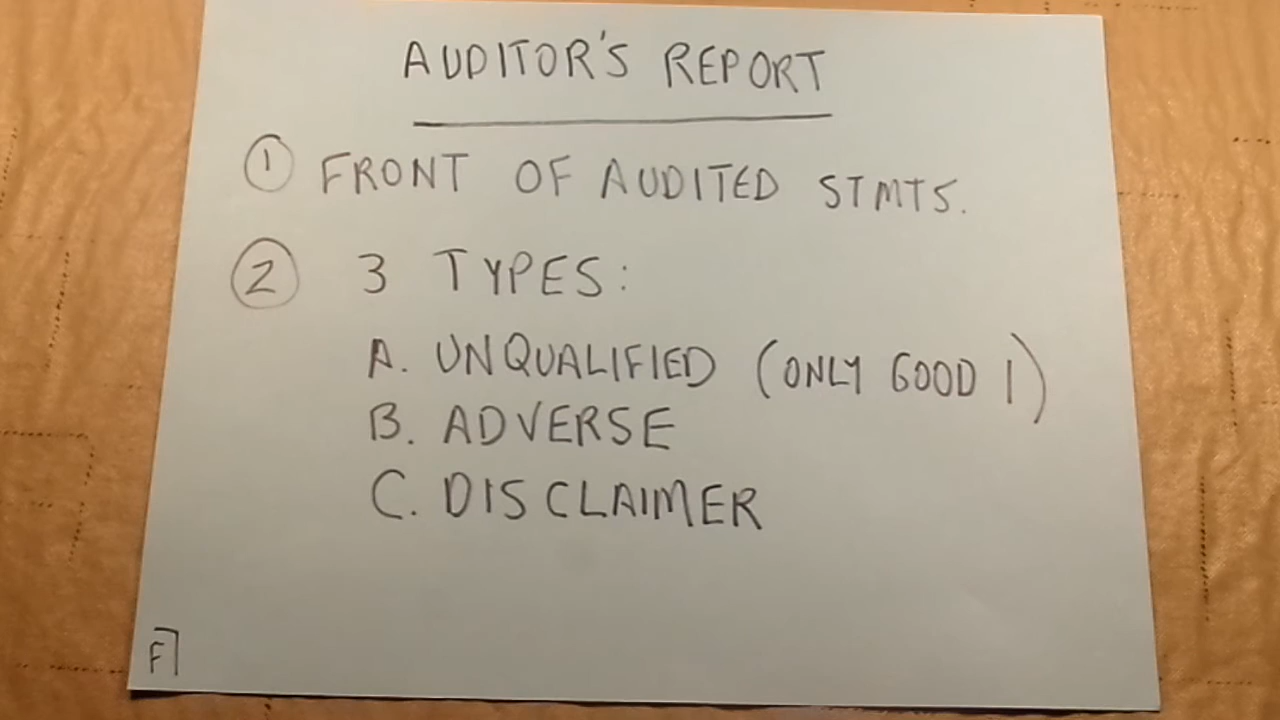 AUDITOR'S REPORT
① FRONT OF AUDITED STMTS.
② 3 TYPES:
A. UNQUALIFIED (ONLY GOOD 1)
B. ADVERSE
C. DISCLAIMER
F